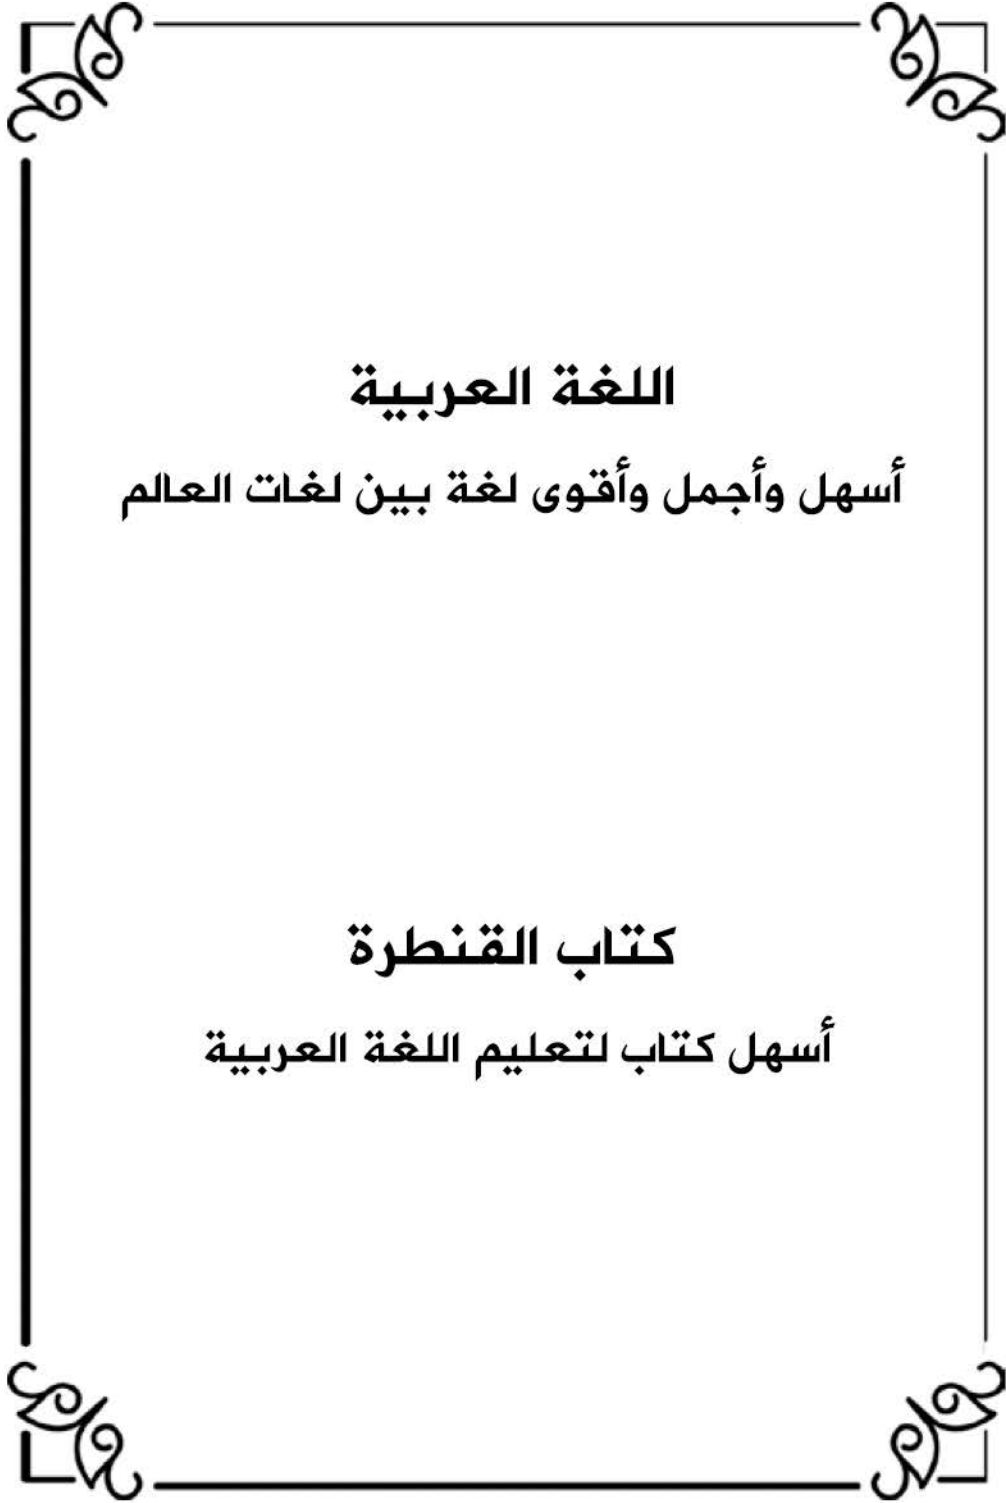 اللغة العربية
أسهل وأجمل وأقوى لغة بين لغات العالم
كتاب القنطرة
أسهل كتاب لتعليم اللغة العربية